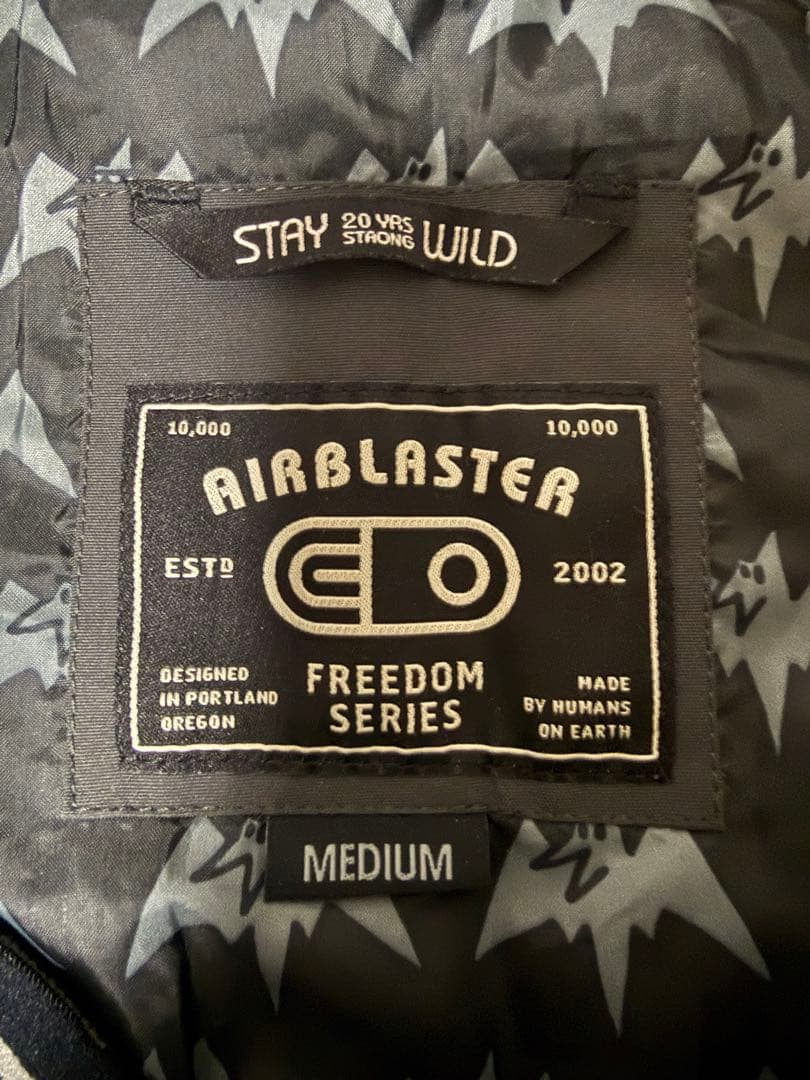 STAY 20 YRS STRONG WILD
10,000 10,000
AIRBLASTER
ESTD 2002
DESIGNED
IN PORTLAND
OREGON
FREEDOM
SERIES
MADE
BY HUMANS
ON EARTH
MEDIUM